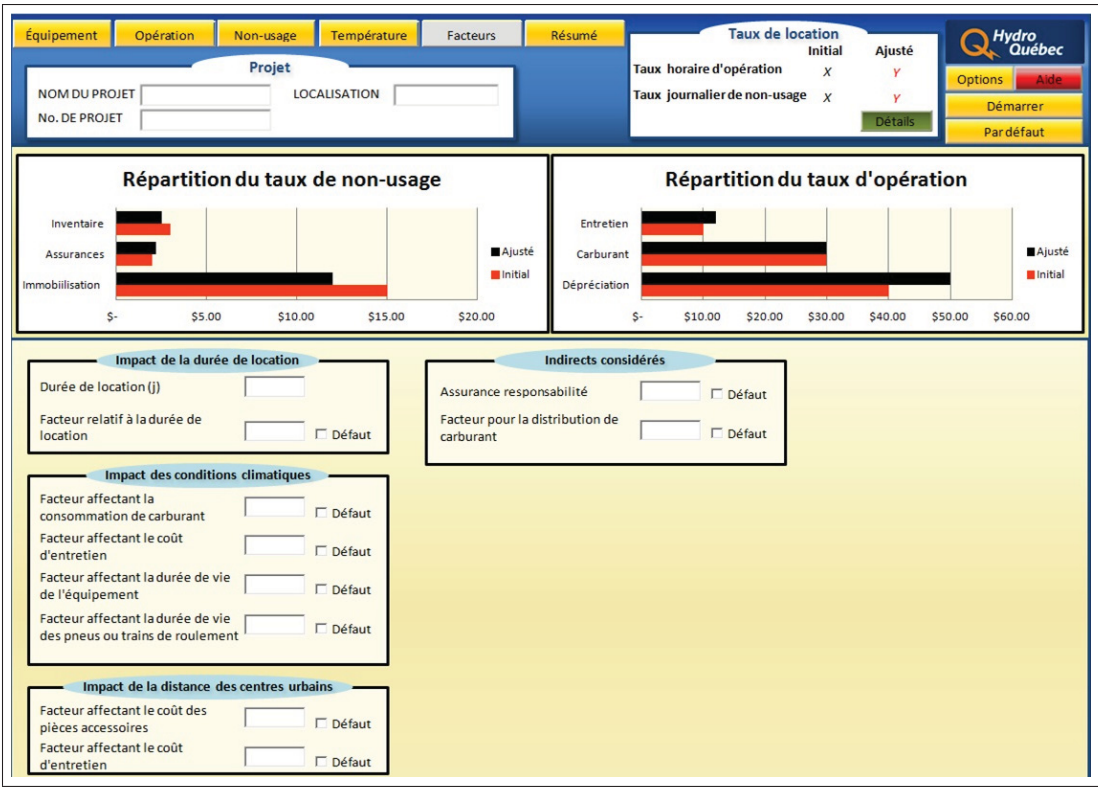 Équipement Opération Non-usage Température Facteurs Résumé
Projet
NOM DU PROJET LOCALISATION
No. DE PROJET
Taux de location
Initial Ajusté
Taux horaire d'opération X Y
Taux journalier de non-usage X Y
Détails
Hydro
Québec
Options Aide
Démarrer
Par défaut
Répartition du taux de non-usage
Inventaire
Assurances
Immobiilisation
Ajusté
Initial
$- $5.00 $10.00 $15.00 $20.00
Répartition du taux d'opération
Entretien
Carburant
Dépréciation
Ajusté
Initial
$- $10.00 $20.00 $30.00 $40.00 $50.00 $60.00
Impact de la durée de location
Durée de location (j)
Facteur relatif à la durée de
location Défaut
Indirects considérés
Assurance responsabilité Défaut
Facteur pour la distribution de
carburant Défaut
Impact des conditions climatiques
Facteur affectant la
consommation de carburant Défaut
Facteur affectant le coût
d'entretien Défaut
Facteur affectant la durée de vie
de l'équipement Défaut
Facteur affectant la durée de vie
des pneus ou trains de roulement Défaut
Impact de la distance des centres urbains
Facteur affectant le coût des
pièces accessoires Défaut
Facteur affectant le coût
d'entretien Défaut